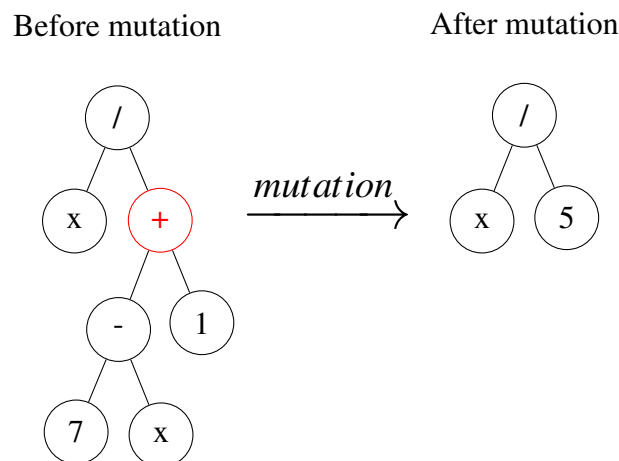 Before mutation
After mutation
/
/
x
+
mutation
x
5
-
1
7
x